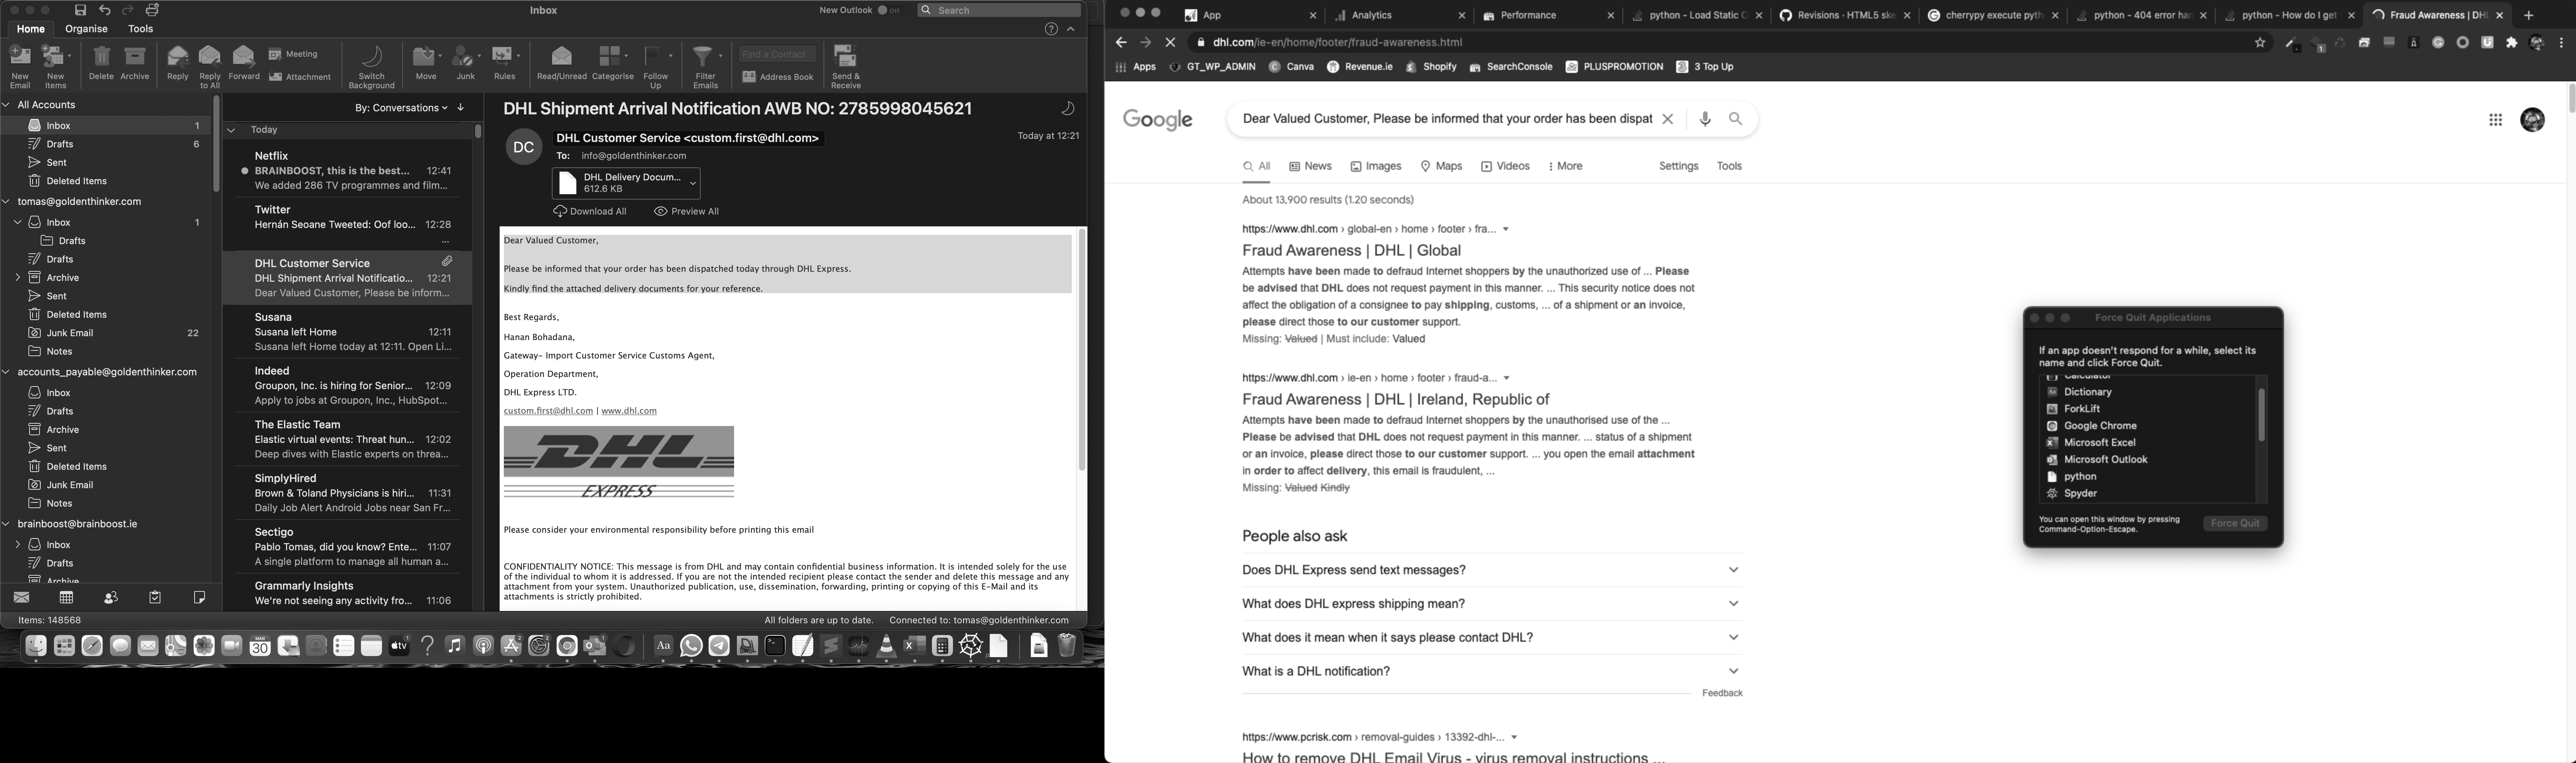 Inbox
New Outlook
Search
Home Organise Tools
New Email
New Items
Delete
Archive
Reply
Reply to All
Forward
Meeting
Attachment
Switch Background
Move
Junk
Rules
Read/Unread
Categorise
Follow Up
Filter Emails
Find a Contact
Address Book
Send & Receive
All Accounts
Inbox 1
Drafts 6
Sent
Deleted Items
tomas@goldenthinker.com
Inbox 1
Drafts
Drafts
Archive
Sent
Deleted Items
Junk Email 22
Notes
accounts_payable@goldenthinker.com
Inbox
Drafts
Archive
Sent
Deleted Items
Junk Email
Notes
brainboost@brainboost.ie
Inbox
Drafts
Archive
By: Conversations
Today
Netflix
BRAINBOOST, this is the best... 12:41
We added 286 TV programmes and film...
Twitter
Hernán Seoane Tweeted: Oof loo... 12:28
...
DHL Customer Service
DHL Shipment Arrival Notificatio... 12:21
Dear Valued Customer, Please be inform...
Susana
Susana left Home 12:11
Susana left Home today at 12:11. Open Li...
Indeed
Groupon, Inc. is hiring for Senior... 12:09
Apply to jobs at Groupon, Inc., HubSpot...
The Elastic Team
Elastic virtual events: Threat hun... 12:02
Deep dives with Elastic experts on threa...
SimplyHired
Brown & Toland Physicians is hiri... 11:31
Daily Job Alert Android Jobs near San Fr...
Sectigo
Pablo Tomas, did you know? Ente... 11:07
A single platform to manage all human a...
Grammarly Insights
We're not seeing any activity fro... 11:06
DHL Shipment Arrival Notification AWB NO: 2785998045621
DC
DHL Customer Service <custom.first@dhl.com>
Today at 12:21
To: info@goldenthinker.com
DHL Delivery Docum...
612.6 KB
Download All Preview All
Dear Valued Customer,
Please be informed that your order has been dispatched today through DHL Express.
Kindly find the attached delivery documents for your reference.
Best Regards,
Hanan Bohadana,
Gateway- Import Customer Service Customs Agent,
Operation Department,
DHL Express LTD.
custom.first@dhl.com | www.dhl.com
DHL
EXPRESS
Please consider your environmental responsibility before printing this email
CONFIDENTIALITY NOTICE: This message is from DHL and may contain confidential business information. It is intended solely for the use
of the individual to whom it is addressed. If you are not the intended recipient please contact the sender and delete this message and any
attachment from your system. Unauthorized publication, use, dissemination, forwarding, printing or copying of this E-Mail and its
attachments is strictly prohibited.
Items: 148568
All folders are up to date. Connected to: tomas@goldenthinker.com
MAR
30
tv
Aa
App
Analytics
Performance
python - Load Static C
Revisions · HTML5 ske
cherrypy execute pyth
python - 404 error han
python - How do I get
Fraud Awareness | DHL
dhl.com/ie-en/home/footer/fraud-awareness.html
Apps GT_WP_ADMIN Canva Revenue.ie Shopify SearchConsole PLUSPROMOTION 3 Top Up
Google
Dear Valued Customer, Please be informed that your order has been dispat
All News Images Maps Videos More Settings Tools
About 13,900 results (1.20 seconds)
https://www.dhl.com › global-en › home › footer › fra...
Fraud Awareness | DHL | Global
Attempts have been made to defraud Internet shoppers by the unauthorized use of ... Please
be advised that DHL does not request payment in this manner. ... This security notice does not
affect the obligation of a consignee to pay shipping, customs, ... of a shipment or an invoice,
please direct those to our customer support.
Missing: Valued | Must include: Valued
https://www.dhl.com › ie-en › home › footer › fraud-a...
Fraud Awareness | DHL | Ireland, Republic of
Attempts have been made to defraud Internet shoppers by the unauthorised use of the ...
Please be advised that DHL does not request payment in this manner. ... status of a shipment
or an invoice, please direct those to our customer support. ... you open the email attachment
in order to affect delivery, this email is fraudulent, ...
Missing: Valued Kindly
People also ask
Does DHL Express send text messages?
What does DHL express shipping mean?
What does it mean when it says please contact DHL?
What is a DHL notification?
Feedback
https://www.pcrisk.com › removal-guides › 13392-dhl-...
How to remove DHL Email Virus - virus removal instructions ...
Force Quit Applications
If an app doesn't respond for a while, select its
name and click Force Quit.
Calculator
Dictionary
ForkLift
Google Chrome
Microsoft Excel
Microsoft Outlook
python
Spyder
You can open this window by pressing
Command-Option-Escape.
Force Quit